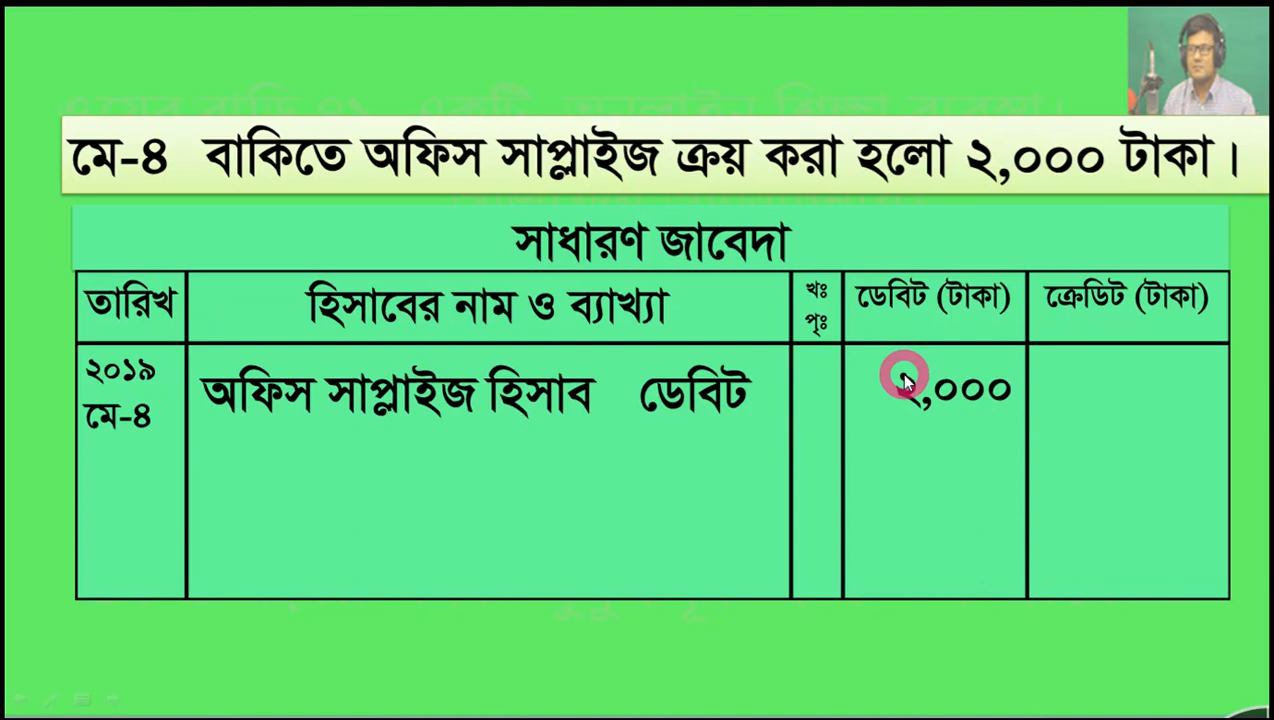 মে-৪ বাকিতে অফিস সাপ্লাইজ ক্রয় করা হলো ২,০০০ টাকা।
সাধারণ জাবেদা
তারিখ হিসাবের নাম ও ব্যাখ্যা খঃ পৃঃ ডেবিট (টাকা) ক্রেডিট (টাকা)
২০১৯
মে-৪ অফিস সাপ্লাইজ হিসাব ডেবিট ২,০০০